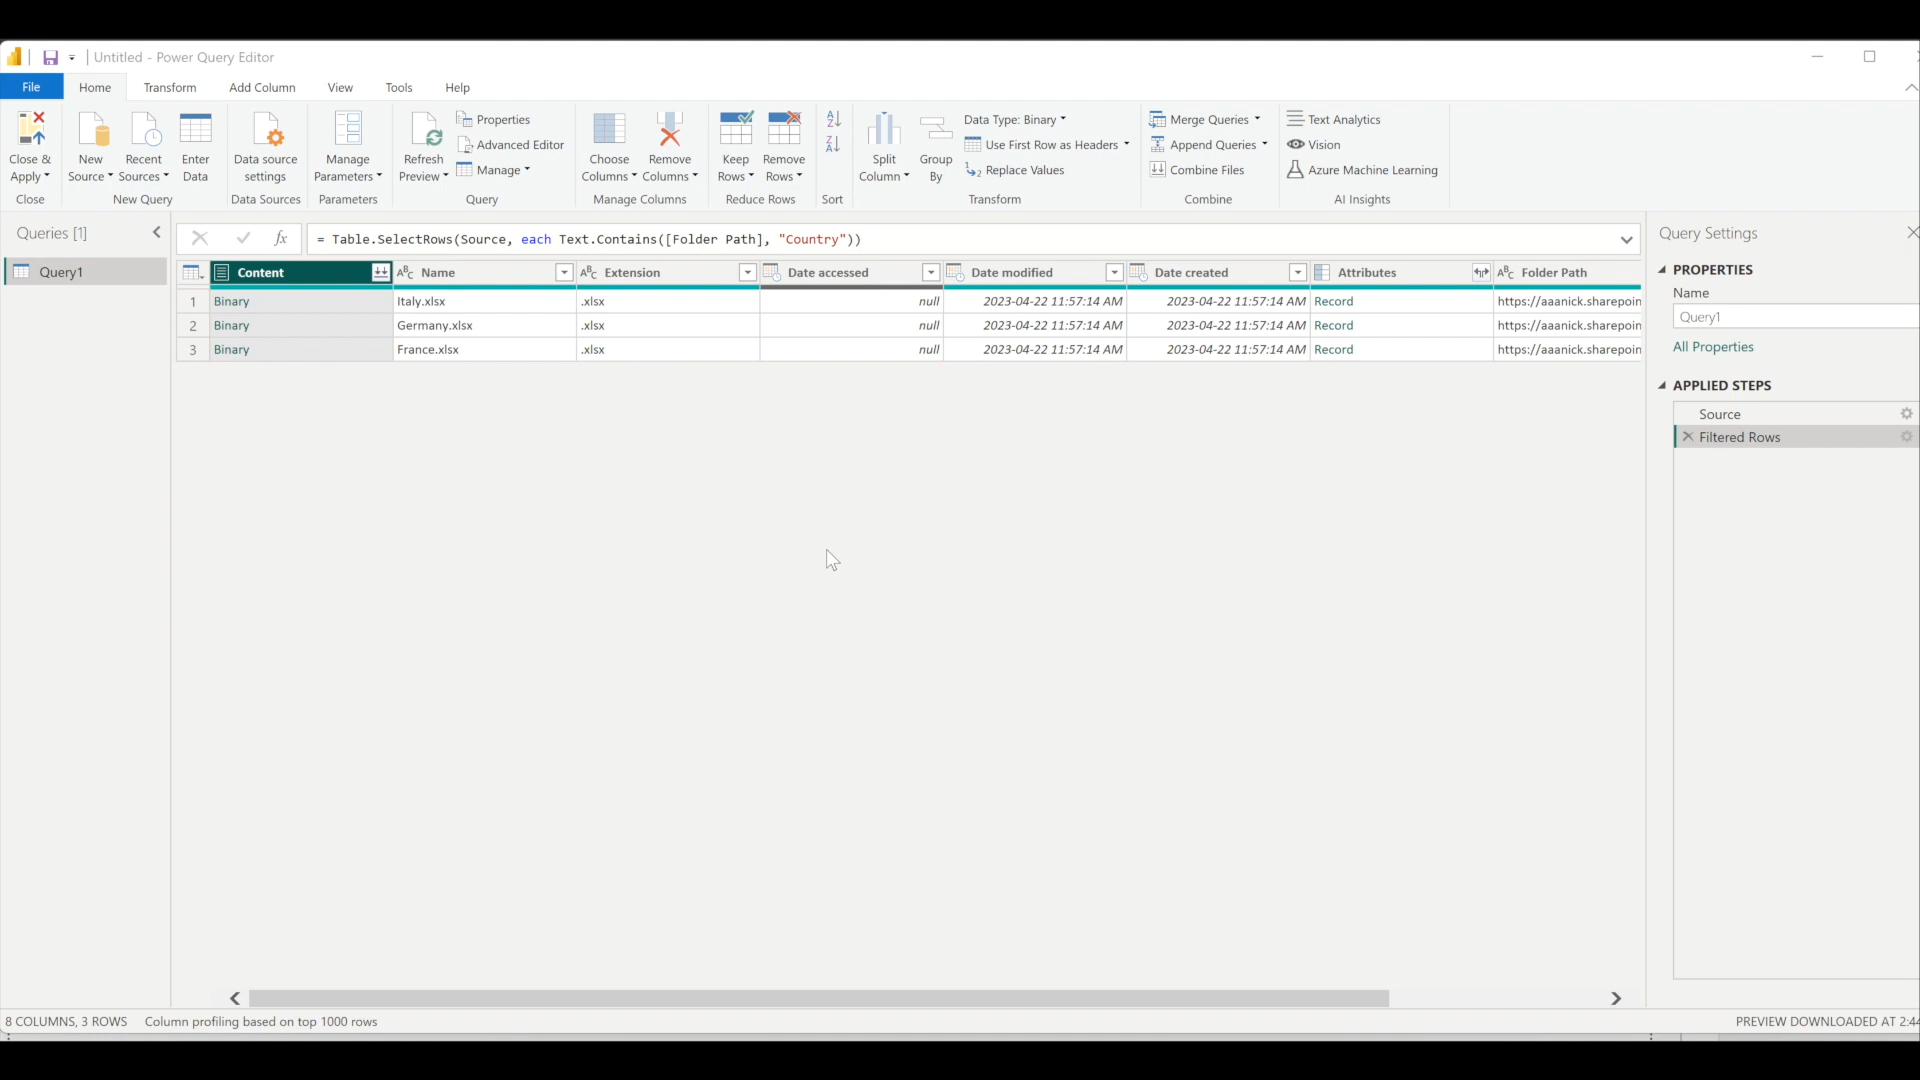 Untitled - Power Query Editor
File Home Transform Add Column View Tools Help
Close & Apply
New Source
Recent Sources
Enter Data
Data source settings
Manage Parameters
Refresh Preview
Properties
Advanced Editor
Manage
Choose Columns
Remove Columns
Keep Rows
Remove Rows
Split Column
Group By
Data Type: Binary
Use First Row as Headers
Replace Values
Merge Queries
Append Queries
Combine Files
Text Analytics
Vision
Azure Machine Learning
Close New Query Data Sources Parameters Query Manage Columns Reduce Rows Sort Transform Combine AI Insights
Queries [1]
Query1
fx = Table.SelectRows(Source, each Text.Contains([Folder Path], "Country"))
Content ABC Name ABC Extension Date accessed Date modified Date created Attributes ABC Folder Path
1 Binary Italy.xlsx .xlsx null 2023-04-22 11:57:14 AM 2023-04-22 11:57:14 AM Record https://aaanick.sharepoin
2 Binary Germany.xlsx .xlsx null 2023-04-22 11:57:14 AM 2023-04-22 11:57:14 AM Record https://aaanick.sharepoin
3 Binary France.xlsx .xlsx null 2023-04-22 11:57:14 AM 2023-04-22 11:57:14 AM Record https://aaanick.sharepoin
Query Settings
PROPERTIES
Name
Query1
All Properties
APPLIED STEPS
Source
Filtered Rows
8 COLUMNS, 3 ROWS Column profiling based on top 1000 rows
PREVIEW DOWNLOADED AT 2:44